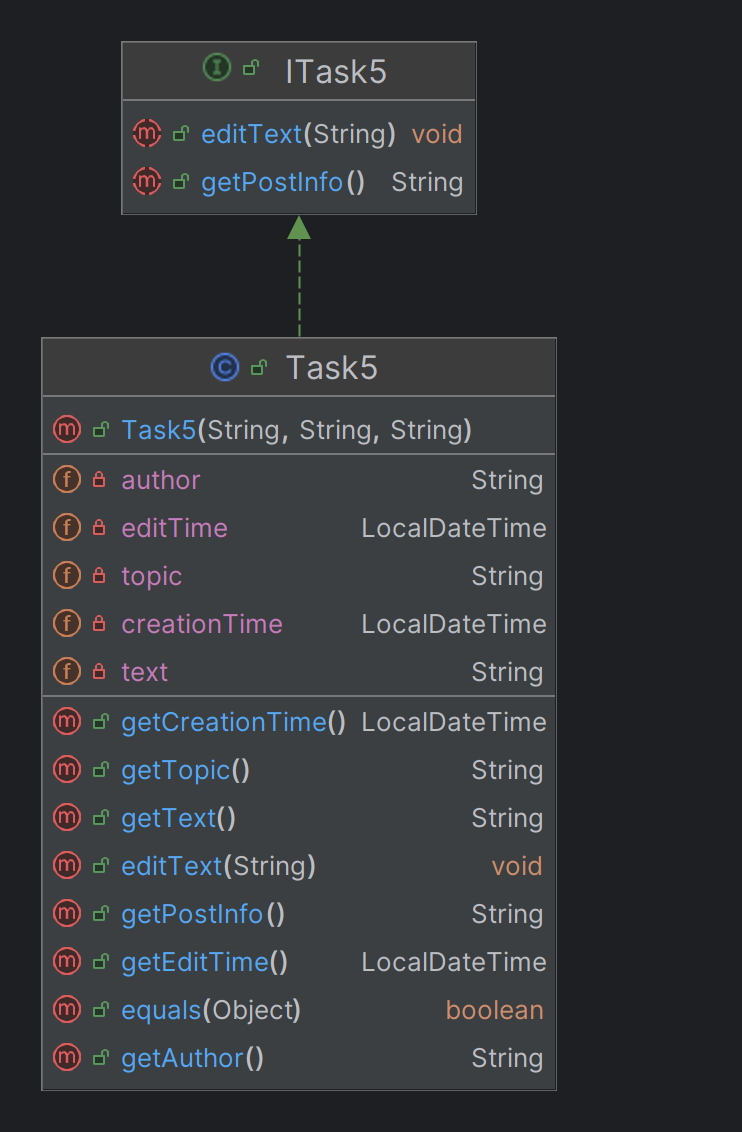 I ITask5
m editText(String) void
m getPostInfo() String
C Task5
m Task5(String, String, String)
f author String
f editTime LocalDateTime
f topic String
f creationTime LocalDateTime
f text String
m getCreationTime() LocalDateTime
m getTopic() String
m getText() String
m editText(String) void
m getPostInfo() String
m getEditTime() LocalDateTime
m equals(Object) boolean
m getAuthor() String